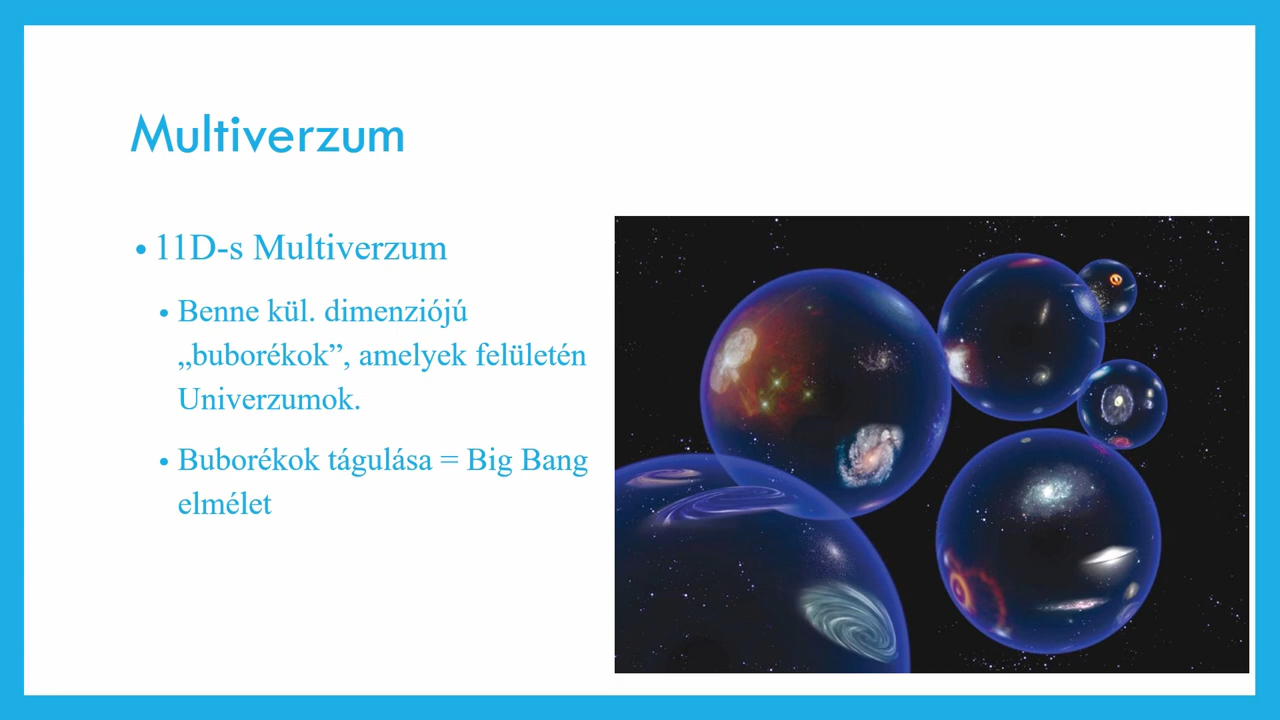 Multiverzum
• 11D-s Multiverzum
• Benne kül. dimenziójú
„buborékok”, amelyek felületén
Univerzumok.
• Buborékok tágulása = Big Bang
elmélet